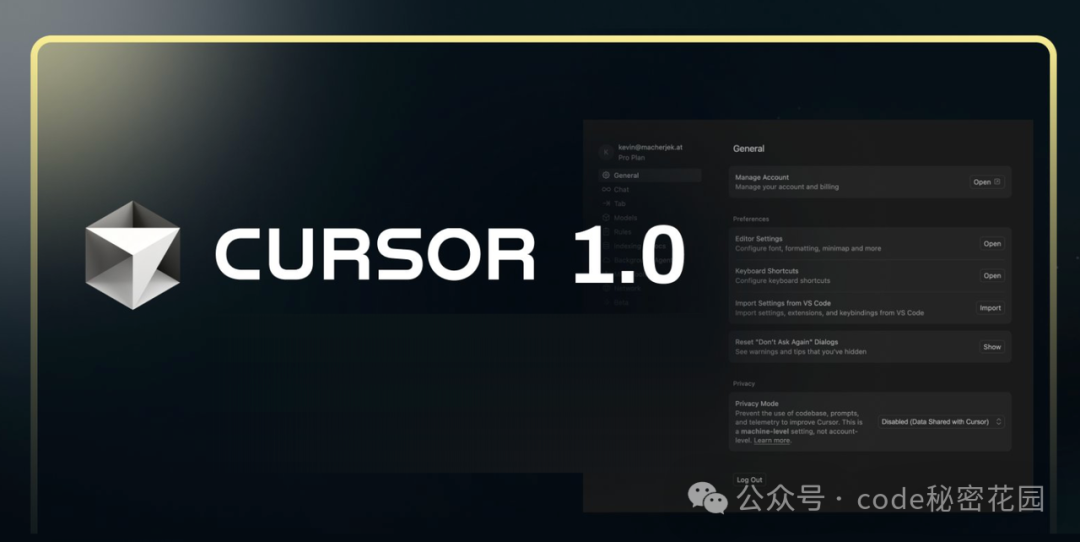 CURSOR 1.0
kevin@macherjek.at
Pro Plan
General
Chat
Tab
Models
Rules
General
Manage Account
Manage your account and billing
Open
Preferences
Editor Settings
Configure font, formatting, minimap and more
Open
Keyboard Shortcuts
Configure keyboard shortcuts
Open
Import Settings from VS Code
Import settings, extensions, and keybindings from VS Code
Import
Reset "Don't Ask Again" Dialogs
See warnings and tips that you've hidden
Show
Privacy
Privacy Mode
Prevent the use of codebase, prompts,
and telemetry to improve Cursor. This is
a machine-level setting, not account-
level. Learn more.
Disabled (Data Shared with Cursor)
Log Out
公众号 · code秘密花园